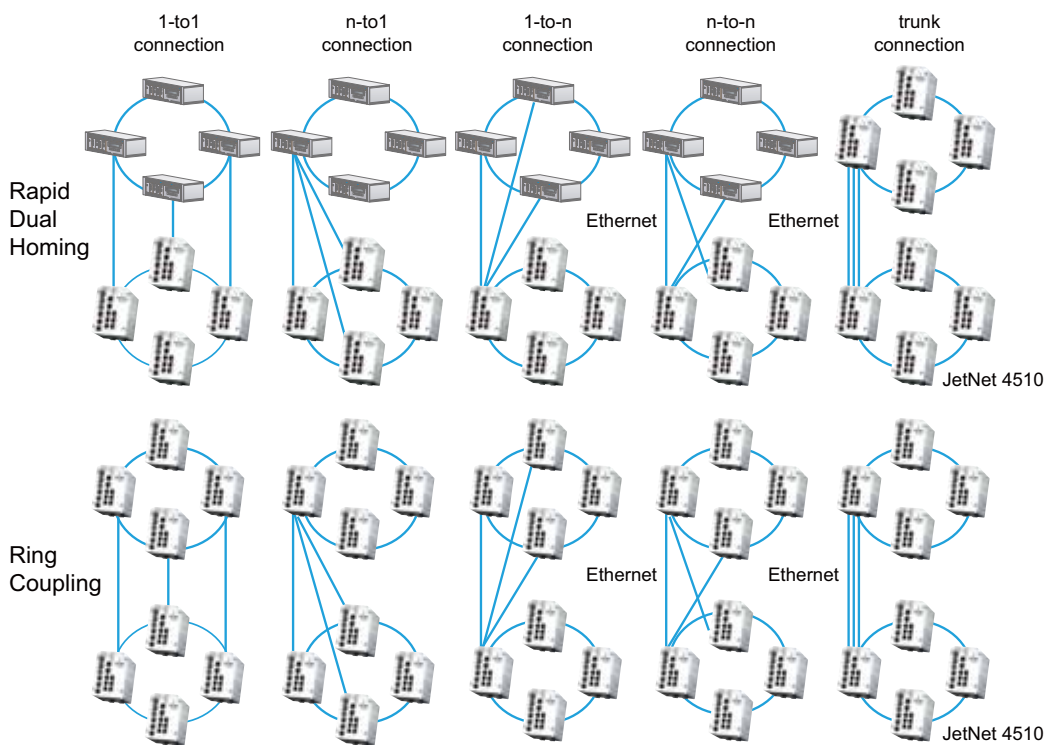 1-to1
connection
n-to1
connection
1-to-n
connection
n-to-n
connection
trunk
connection
Rapid
Dual
Homing
Ethernet
Ethernet
JetNet 4510
Ring
Coupling
Ethernet
Ethernet
JetNet 4510